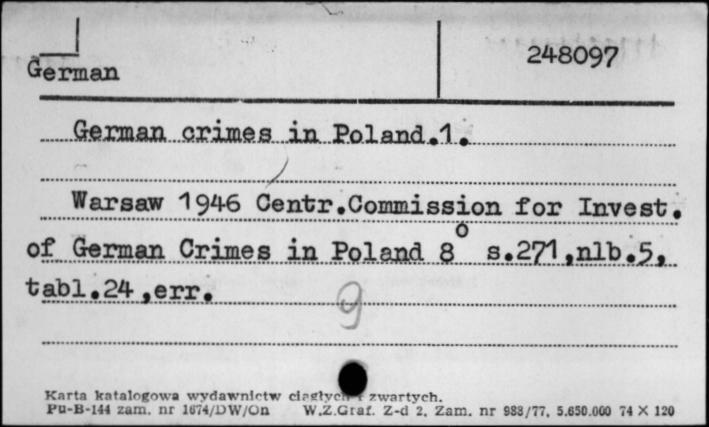 German
248097
German crimes in Poland.1.
Warsaw 1946 Centr.Commission for Invest.
of German Crimes in Poland 8° s.271,nlb.5,
tabl.24,err.
9
Karta katalogowa wydawnictw ciągłych i zwartych.
Pu-B-144 zam. nr 1674/DW/On W.Z.Graf. Z-d 2, Zam. nr 988/77, 5.650.000 74 X 120